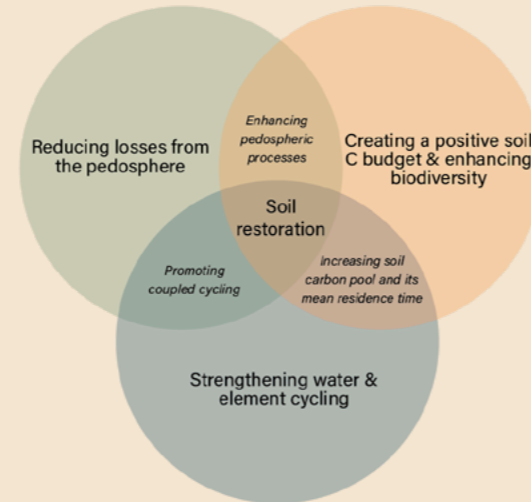 Enhancing
pedospheric
processes
Reducing losses from
the pedosphere
Creating a positive soil
C budget & enhancing
biodiversity
Soil
restoration
Promoting
coupled cycling
Increasing soil
carbon pool and its
mean residence time
Strengthening water &
element cycling